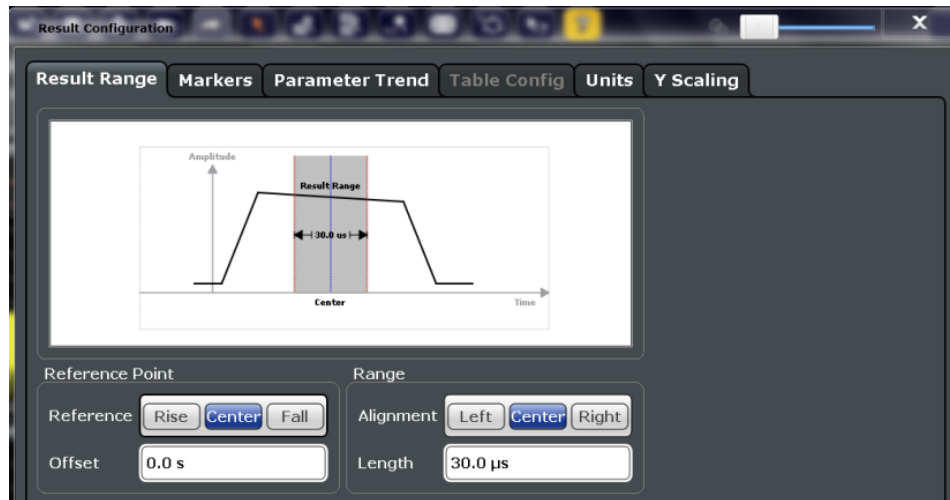 Result Configuration
X
Result Range Markers Parameter Trend Table Config Units Y Scaling
Amplitude
Result Range
30.0 us
Center
Time
Reference Point
Reference Rise Center Fall
Offset 0.0 s
Range
Alignment Left Center Right
Length 30.0 µs